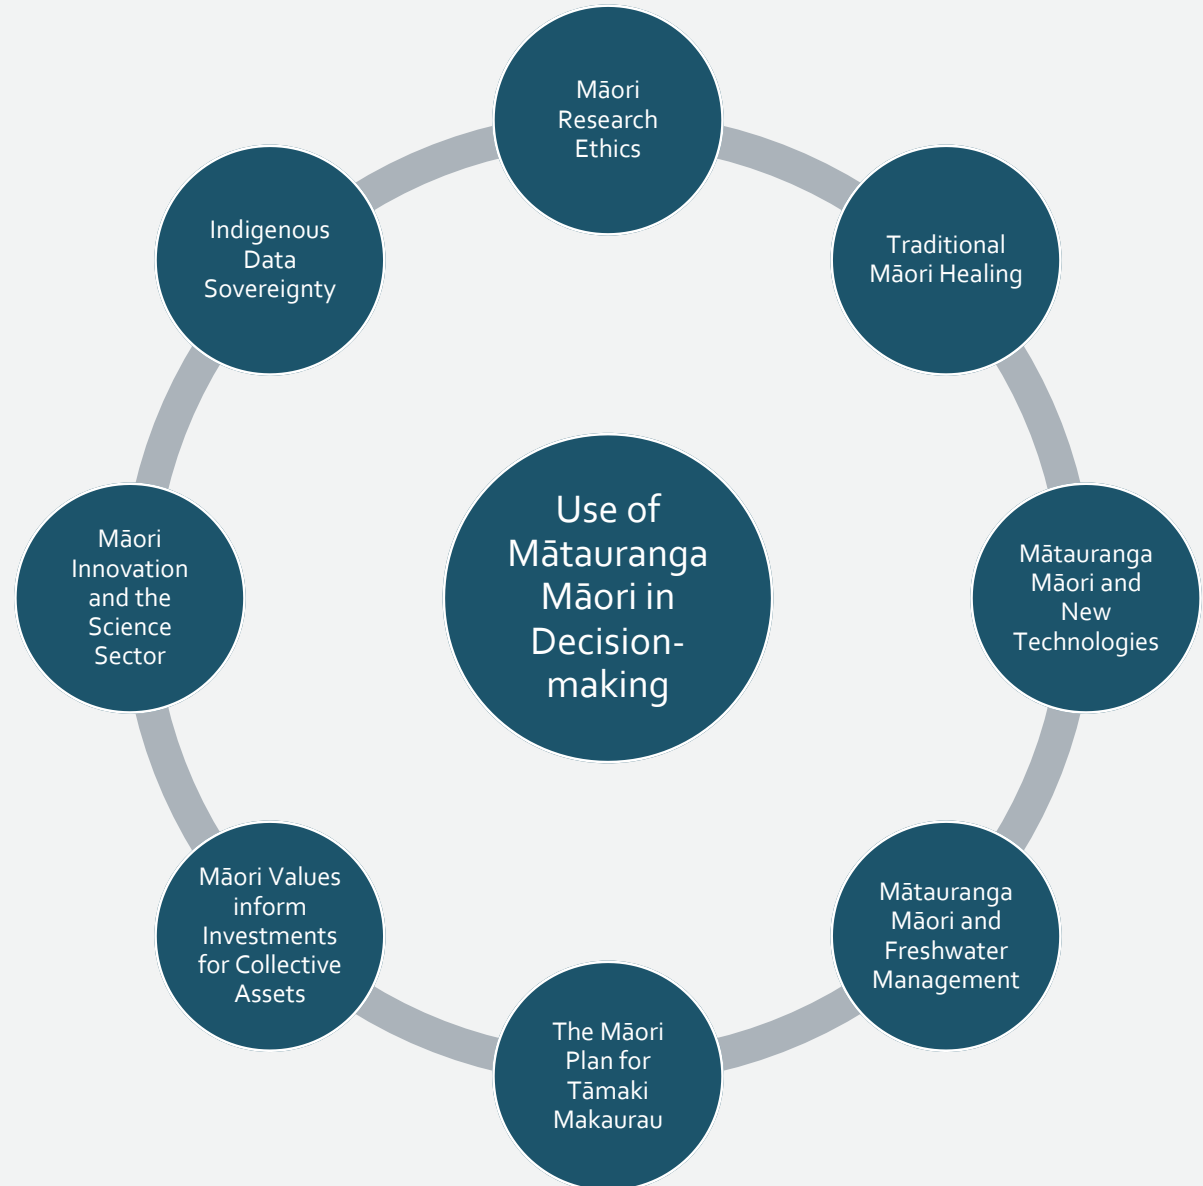 Māori
Research
Ethics
Traditional
Māori Healing
Mātauranga
Māori and
New
Technologies
Mātauranga
Māori and
Freshwater
Management
The Māori
Plan for
Tāmaki
Makaurau
Māori Values
inform
Investments
for Collective
Assets
Māori
Innovation
and the
Science
Sector
Indigenous
Data
Sovereignty
Use of
Mātauranga
Māori in
Decision-
making